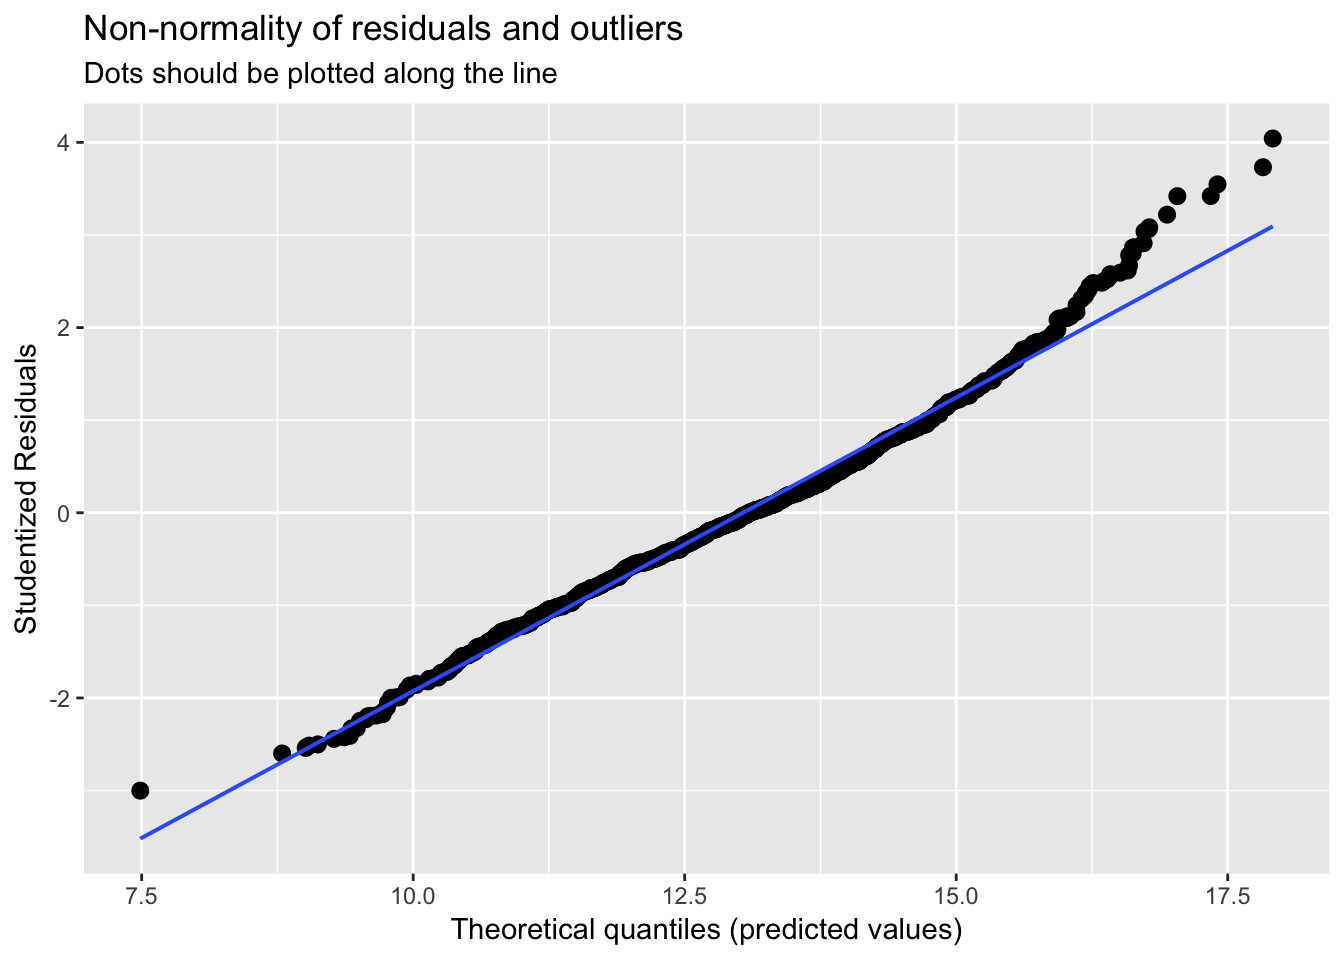 Non-normality of residuals and outliers
Dots should be plotted along the line
4
2
0
-2
Studentized Residuals
7.5
10.0
12.5
15.0
17.5
Theoretical quantiles (predicted values)